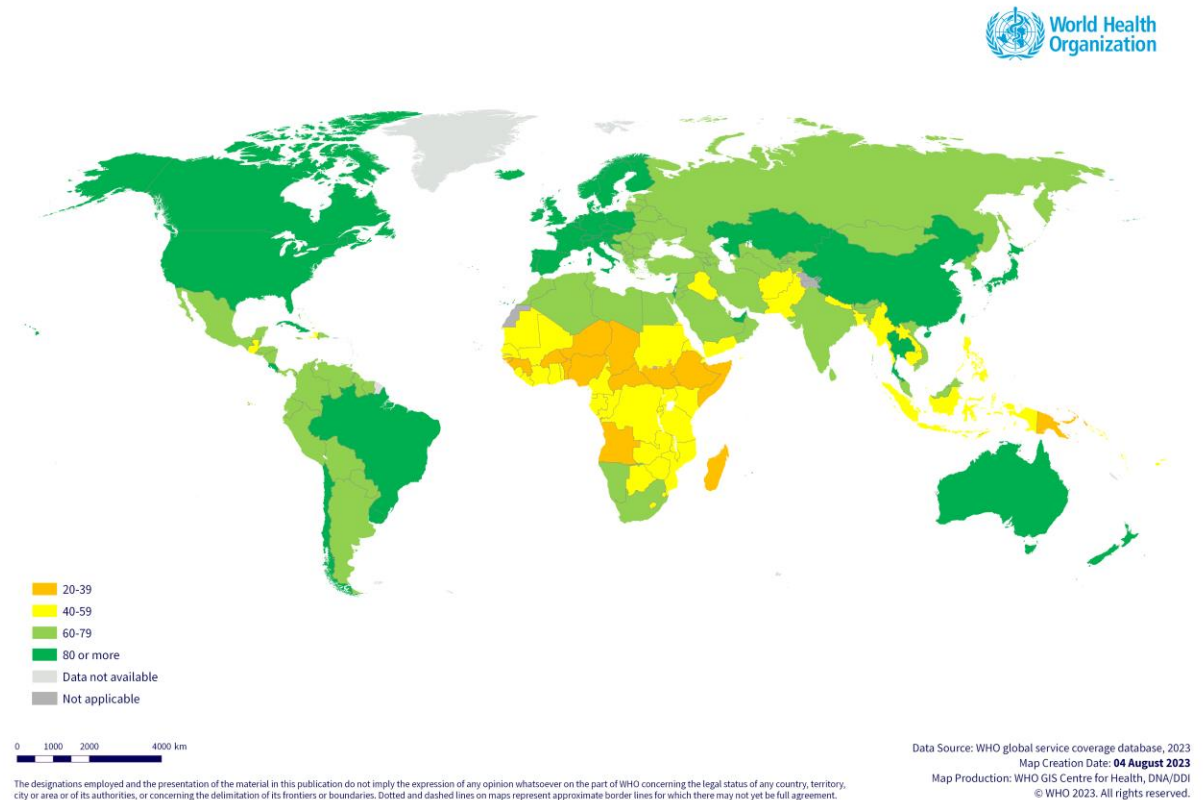 World Health
Organization
20-39
40-59
60-79
80 or more
Data not available
Not applicable
0 1000 2000 4000 km
Data Source: WHO global service coverage database, 2023
Map Creation Date: 04 August 2023
Map Production: WHO GIS Centre for Health, DNA/DDI
© WHO 2023. All rights reserved.
The designations employed and the presentation of the material in this publication do not imply the expression of any opinion whatsoever on the part of WHO concerning the legal status of any country, territory,
city or area or of its authorities, or concerning the delimitation of its frontiers or boundaries. Dotted and dashed lines on maps represent approximate border lines for which there may not yet be full agreement.